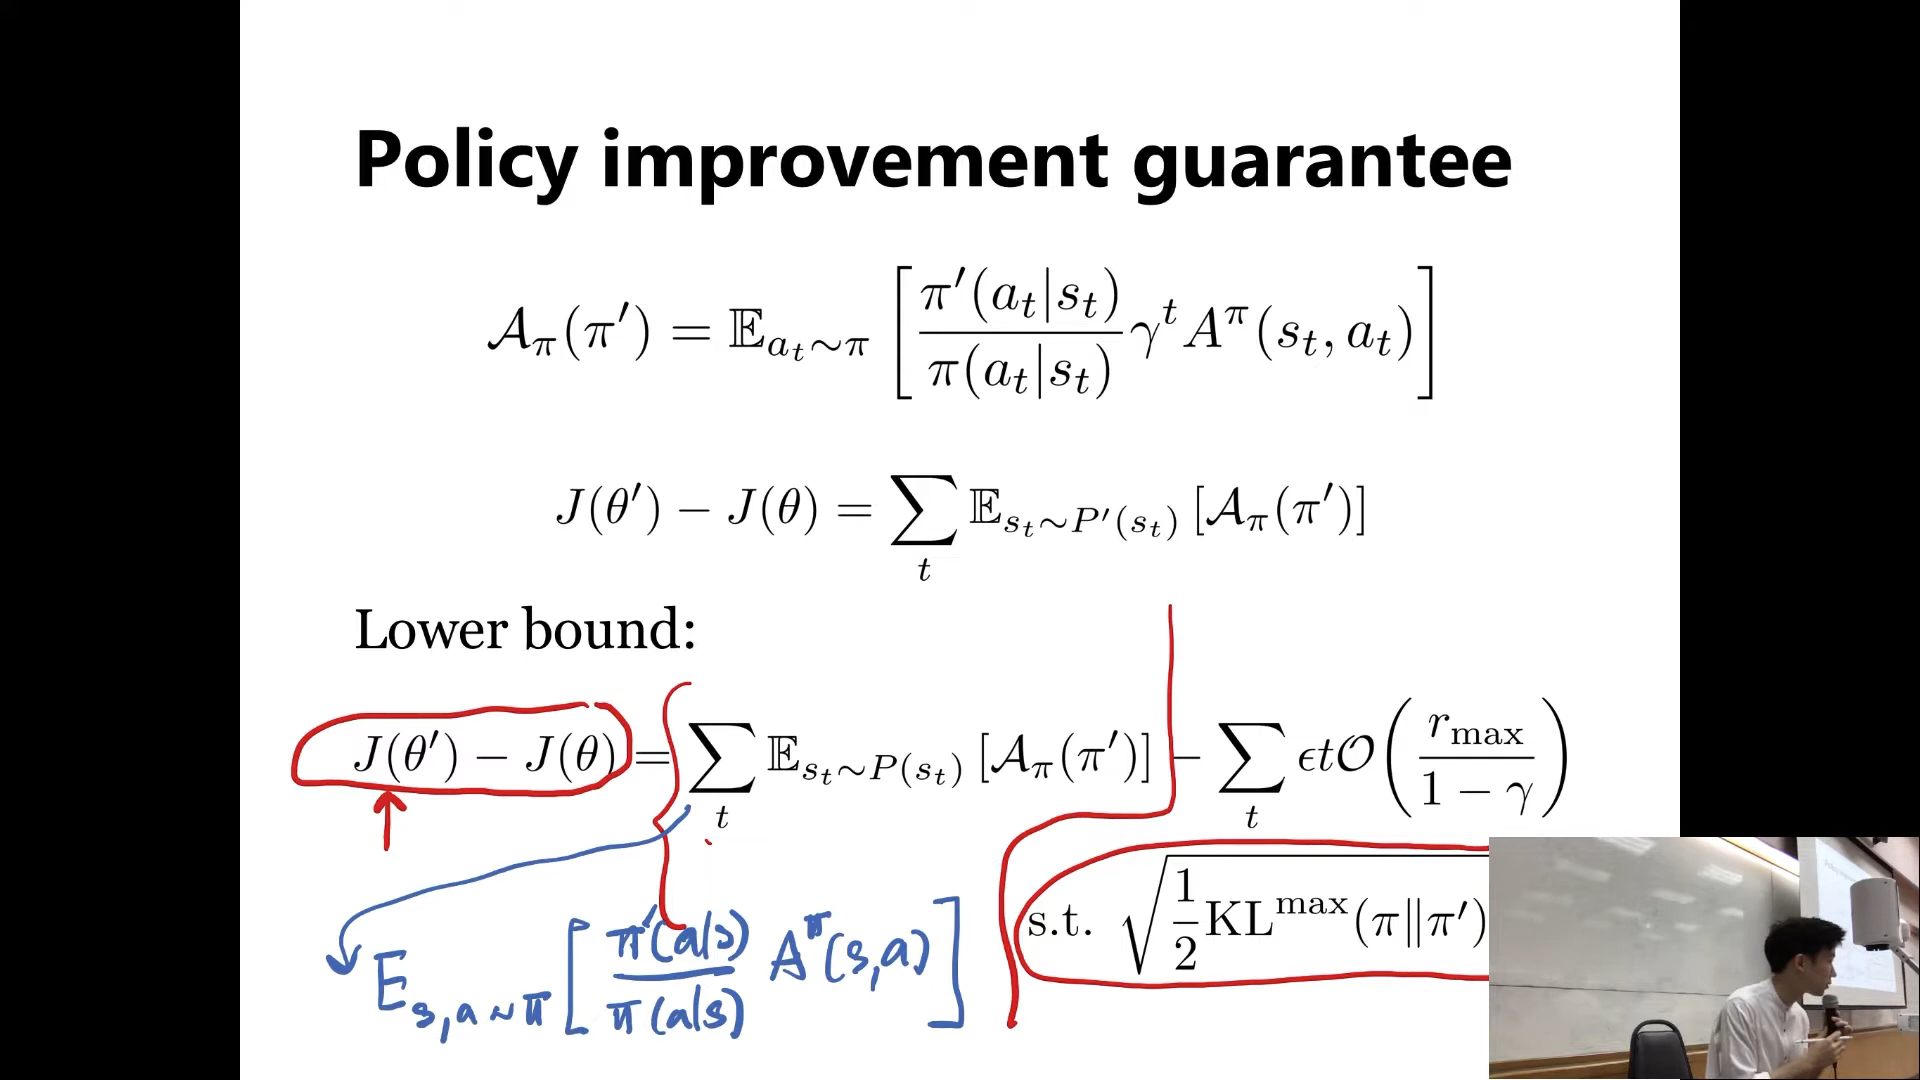 Policy improvement guarantee
𝒜_π(π′) = 𝔼_{a_t∼π} [ π′(a_t|s_t) / π(a_t|s_t) γ^t A^π(s_t, a_t) ]
J(θ′) − J(θ) = ∑_t 𝔼_{s_t∼P′(s_t)} [𝒜_π(π′)]
Lower bound:
J(θ′) − J(θ) = ∑_t 𝔼_{s_t∼P(s_t)} [𝒜_π(π′)] − ∑_t ϵt𝒪( r_max / 1 − γ )
s.t. √(1/2 KL^max(π‖π′)
E_{s,a∼π} [ π′(a|s) / π(a|s) A^π(s,a) ]